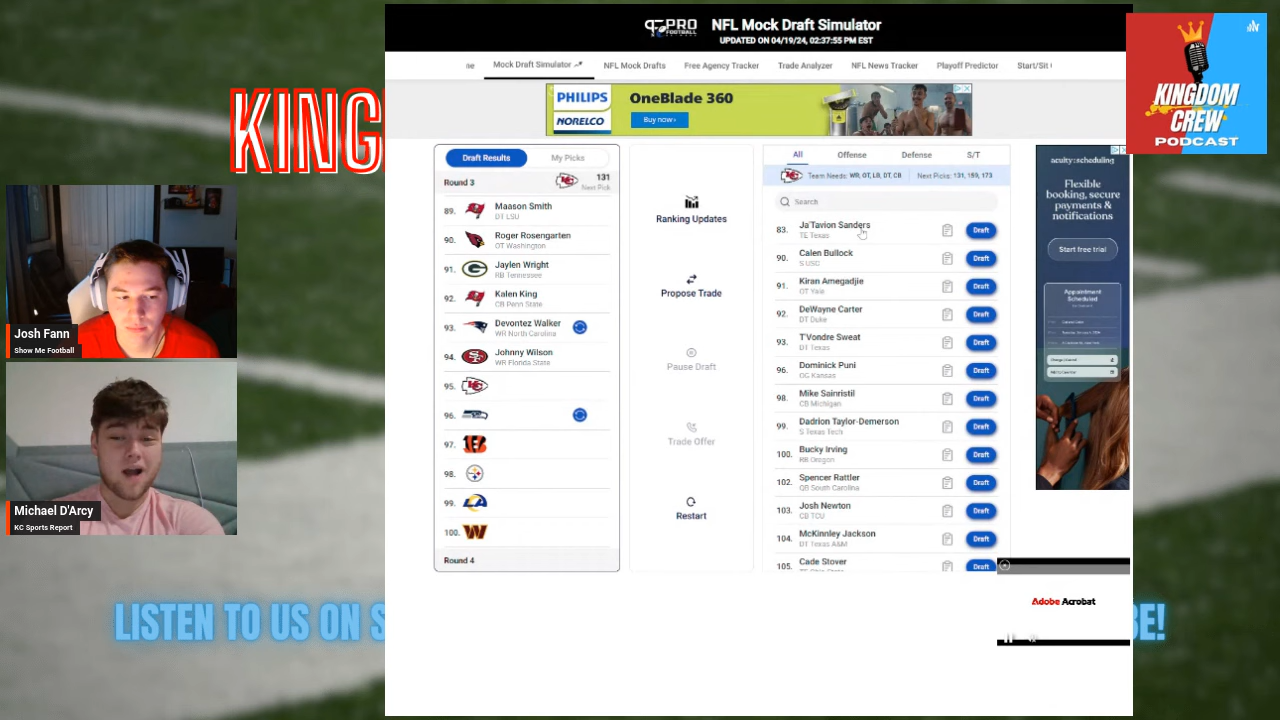 PRO
FOOTBALL
NETWORK
NFL Mock Draft Simulator
UPDATED ON 04/19/24, 02:37:55 PM EST
ne
Mock Draft Simulator
NFL Mock Drafts
Free Agency Tracker
Trade Analyzer
NFL News Tracker
Playoff Predictor
Start/Sit
PHILIPS
NORELCO
OneBlade 360
Buy now ›
KINGDOM
CREW
PODCAST
KING
Josh Fann
Show Me Football
Michael D'Arcy
KC Sports Report
LISTEN TO US ON S
BE!
Draft Results
My Picks
Round 3
131
Next Pick
89. Maason Smith
DT LSU
90. Roger Rosengarten
OT Washington
91. Jaylen Wright
RB Tennessee
92. Kalen King
CB Penn State
93. Devontez Walker
WR North Carolina
94. Johnny Wilson
WR Florida State
95.
96.
97.
98.
99.
100.
Round 4
Ranking Updates
Propose Trade
Pause Draft
Trade Offer
Restart
All
Offense
Defense
S/T
Team Needs: WR, OT, LB, DT, CB
Next Picks: 131, 159, 173
Search
83. Ja'Tavion Sanders Draft
TE Texas
90. Calen Bullock Draft
S USC
91. Kiran Amegadjie Draft
OT Yale
92. DeWayne Carter Draft
DT Duke
93. T'Vondre Sweat Draft
DT Texas
96. Dominick Puni Draft
OG Kansas
98. Mike Sainristil Draft
CB Michigan
99. Dadrion Taylor-Demerson Draft
S Texas Tech
100. Bucky Irving Draft
RB Oregon
102. Spencer Rattler Draft
QB South Carolina
103. Josh Newton Draft
CB TCU
104. McKinnley Jackson Draft
DT Texas A&M
105. Cade Stover Draft
TE Ohio State
acuity:scheduling
Flexible
booking, secure
payments &
notifications
Start free trial
Appointment
Scheduled
Adobe Acrobat